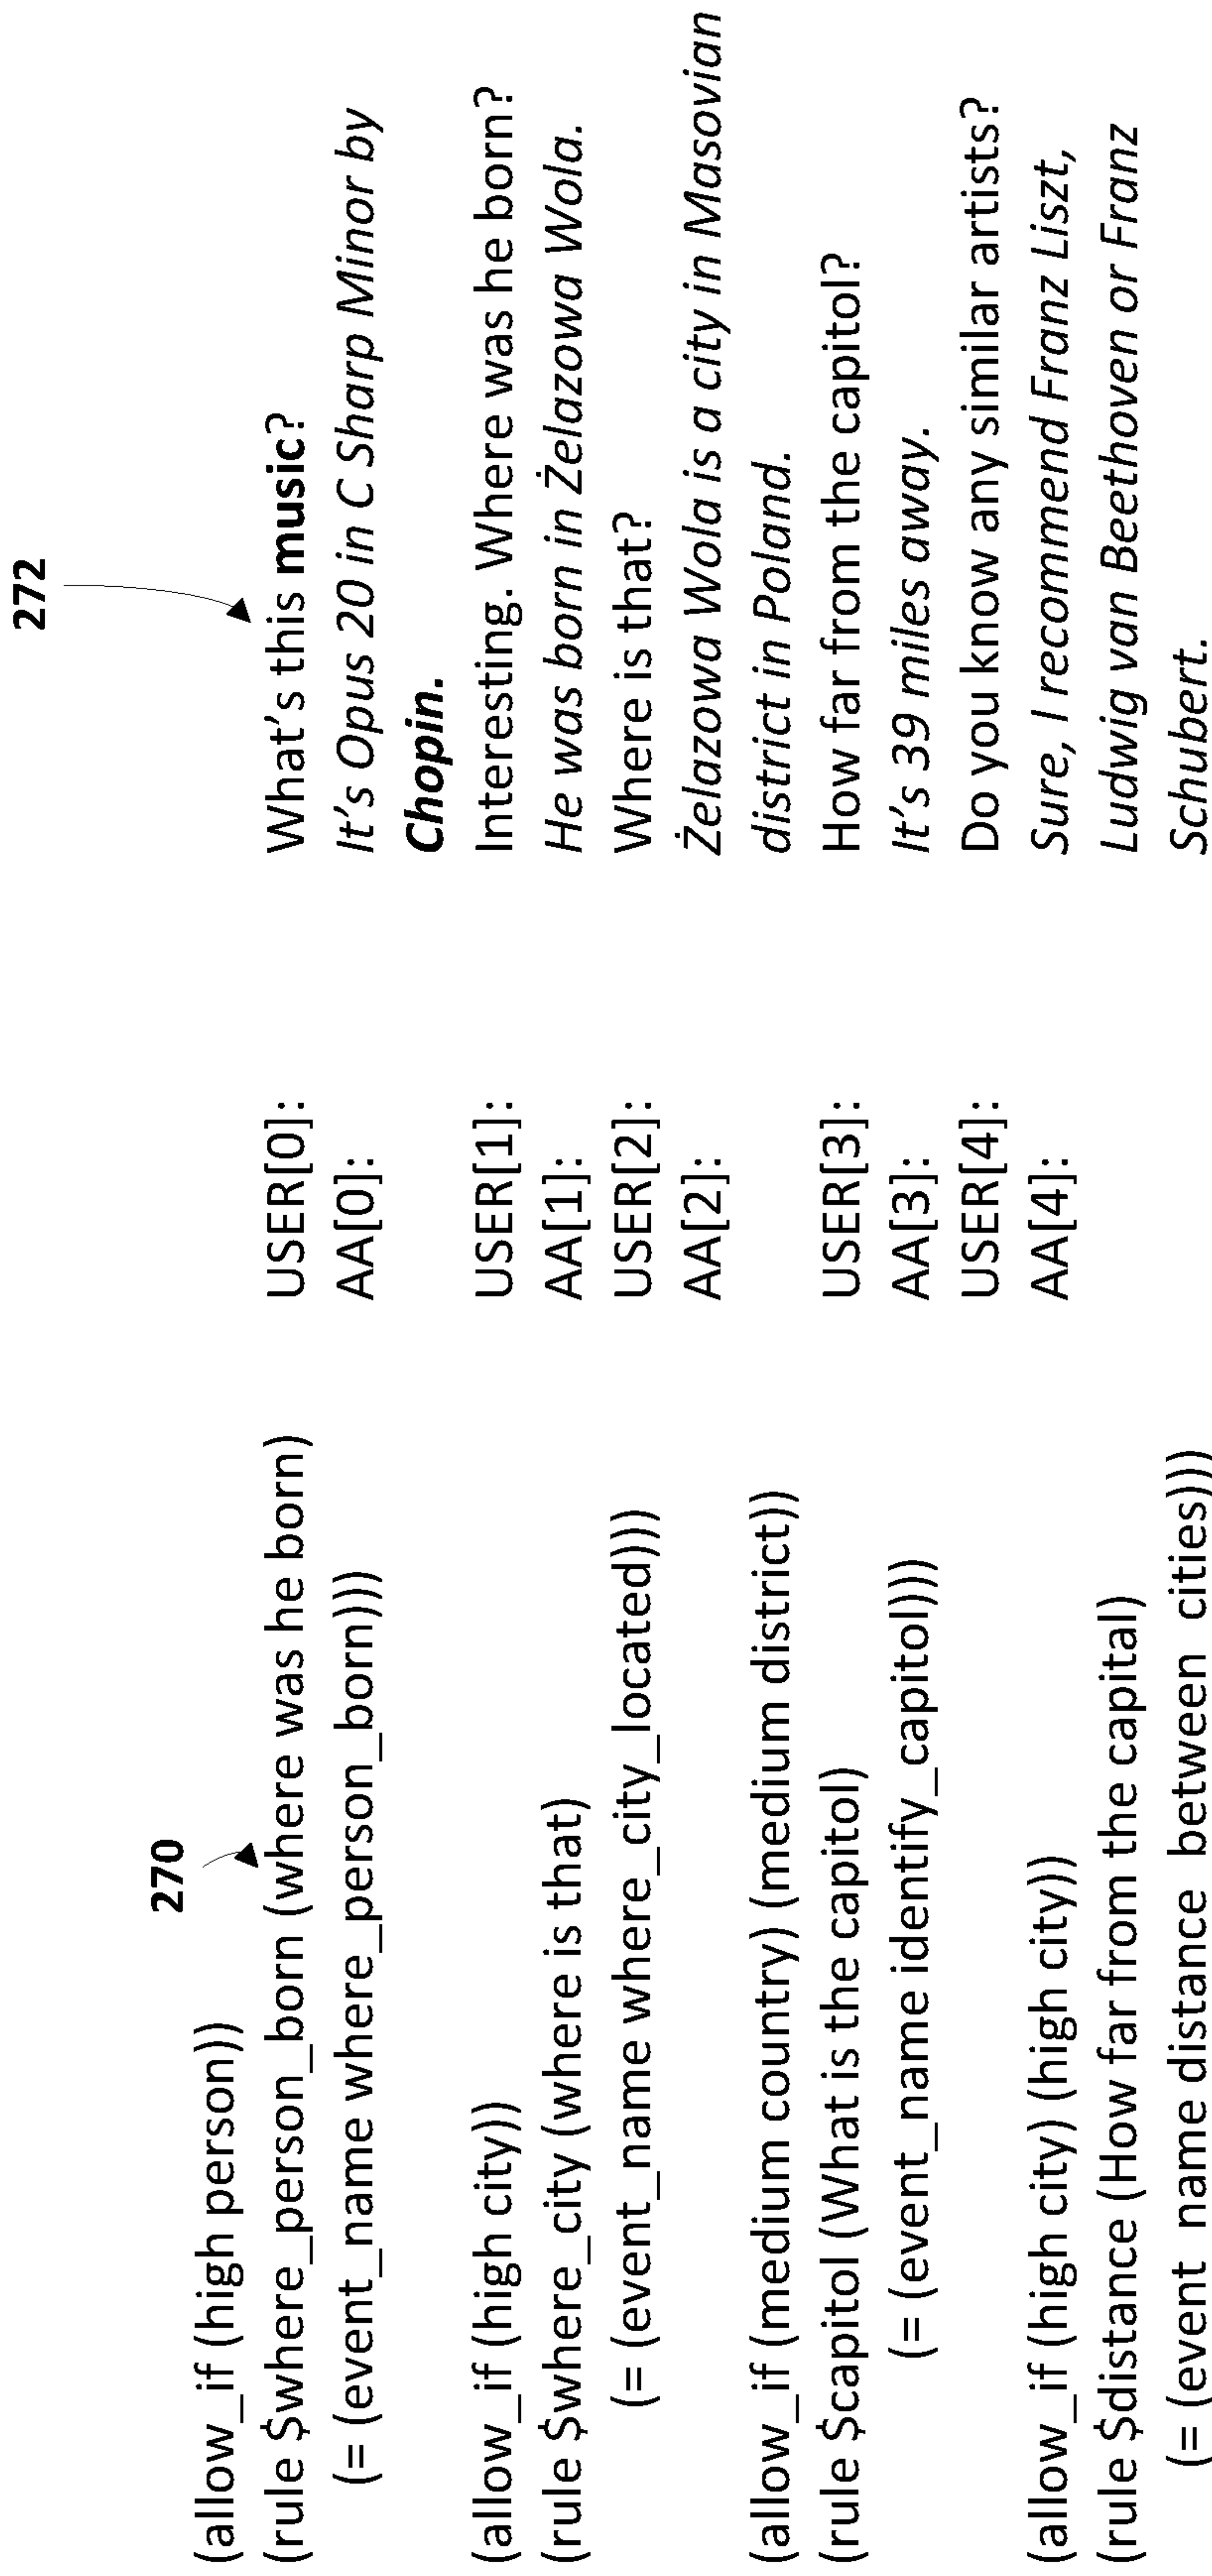 270
(allow_if (high person))
(rule $where_person_born (where was he born)
(= (event_name where_person_born)))
(allow_if (high city))
(rule $where_city (where is that)
(= (event_name where_city_located)))
(allow_if (medium country) (medium district))
(rule $capitol (What is the capitol)
(= (event_name identify_capitol)))
(allow_if (high city) (high city))
(rule $distance (How far from the capital)
(= (event name distance between cities)))
272
USER[0]: What's this music?
AA[0]: It's Opus 20 in C Sharp Minor by
Chopin.
USER[1]: Interesting. Where was he born?
AA[1]: He was born in Żelazowa Wola.
USER[2]: Where is that?
AA[2]: Żelazowa Wola is a city in Masovian
district in Poland.
USER[3]: How far from the capitol?
AA[3]: It's 39 miles away.
USER[4]: Do you know any similar artists?
AA[4]: Sure, I recommend Franz Liszt,
Ludwig van Beethoven or Franz
Schubert.